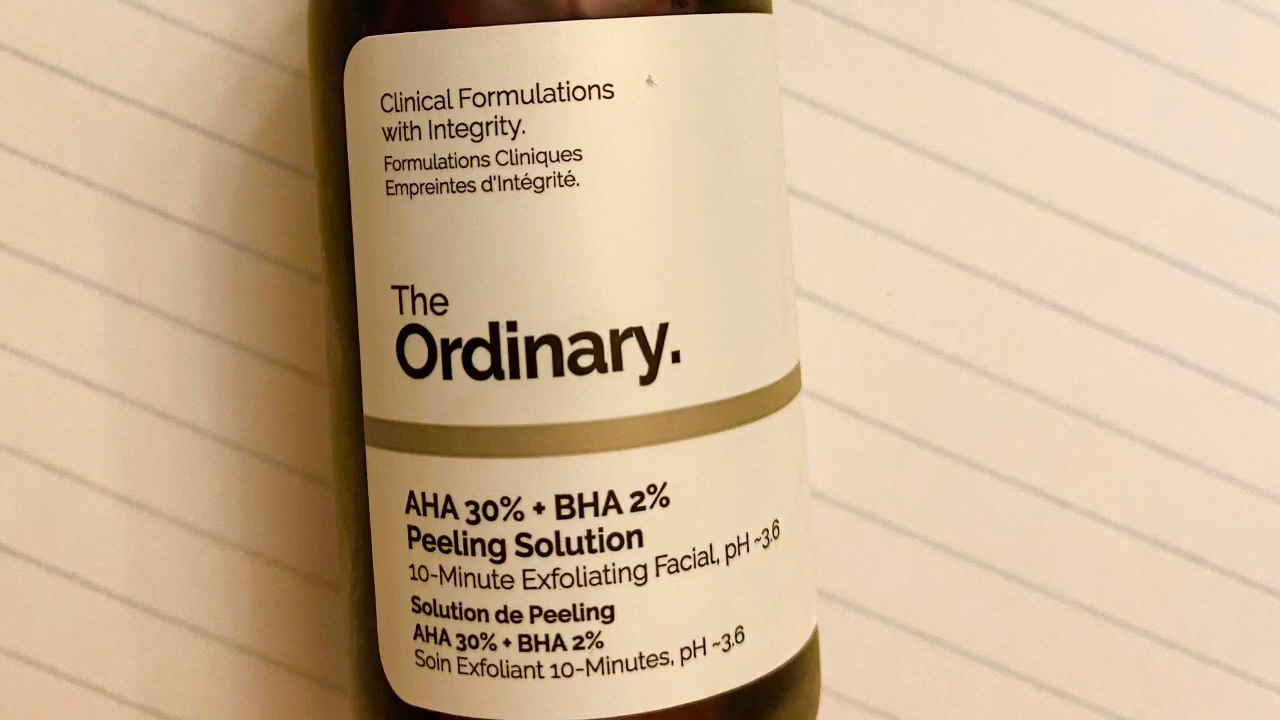 Clinical Formulations
with Integrity.
Formulations Cliniques
Empreintes d'Intégrité.
The
Ordinary.
AHA 30% + BHA 2%
Peeling Solution
10-Minute Exfoliating Facial, pH ~3.6
Solution de Peeling
AHA 30% + BHA 2%
Soin Exfoliant 10-Minutes, pH ~3.6